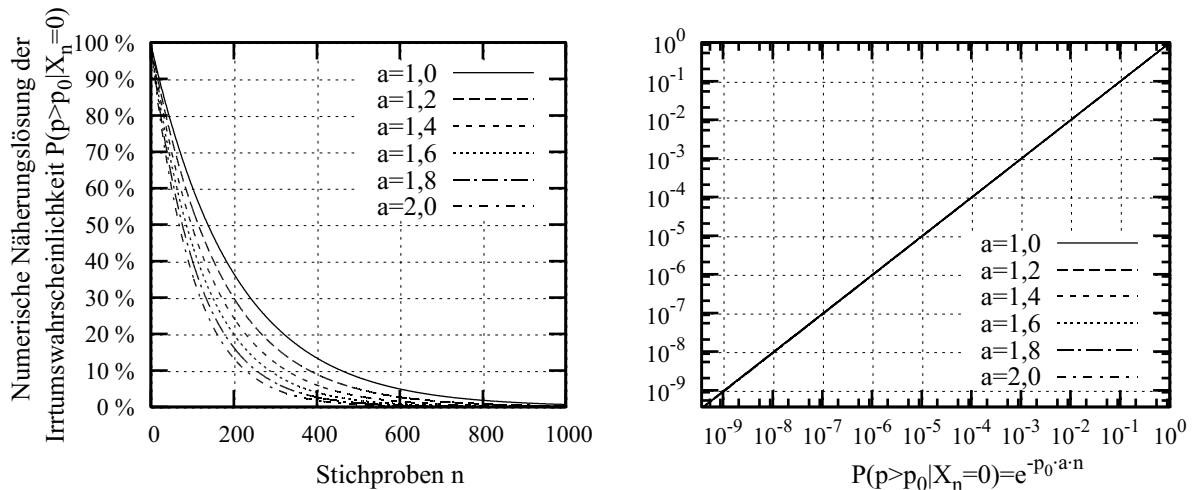 Numerische Näherungslösung der
Irrtumswahrscheinlichkeit P(p>p₀|Xₙ=0)
100 %
90 %
80 %
70 %
60 %
50 %
40 %
30 %
20 %
10 %
0 %
a=1,0
a=1,2
a=1,4
a=1,6
a=1,8
a=2,0
0 200 400 600 800 1000
Stichproben n
10⁰
10⁻¹
10⁻²
10⁻³
10⁻⁴
10⁻⁵
10⁻⁶
10⁻⁷
10⁻⁸
10⁻⁹
a=1,0
a=1,2
a=1,4
a=1,6
a=1,8
a=2,0
10⁻⁹ 10⁻⁸ 10⁻⁷ 10⁻⁶ 10⁻⁵ 10⁻⁴ 10⁻³ 10⁻² 10⁻¹ 10⁰
P(p>p₀|Xₙ=0)=e^(-p₀·a·n)